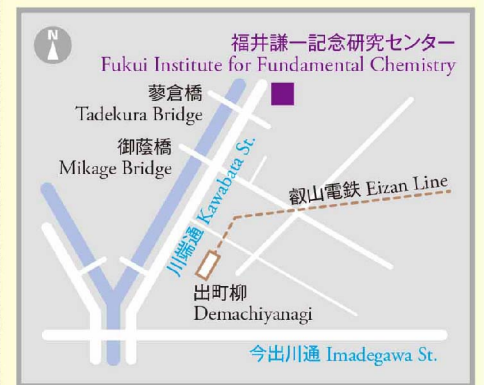 N
福井謙一記念研究センター
Fukui Institute for Fundamental Chemistry
蓼倉橋
Tadekura Bridge
御蔭橋
Mikage Bridge
川端通 Kawabata St.
叡山電鉄 Eizan Line
出町柳
Demachiyanagi
今出川通 Imadegawa St.